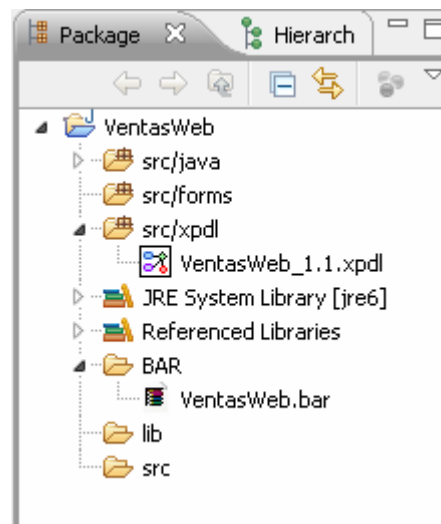 Package Hierarch
VentasWeb
src/java
src/forms
src/xpdl
VentasWeb_1.1.xpdl
JRE System Library [jre6]
Referenced Libraries
BAR
VentasWeb.bar
lib
src